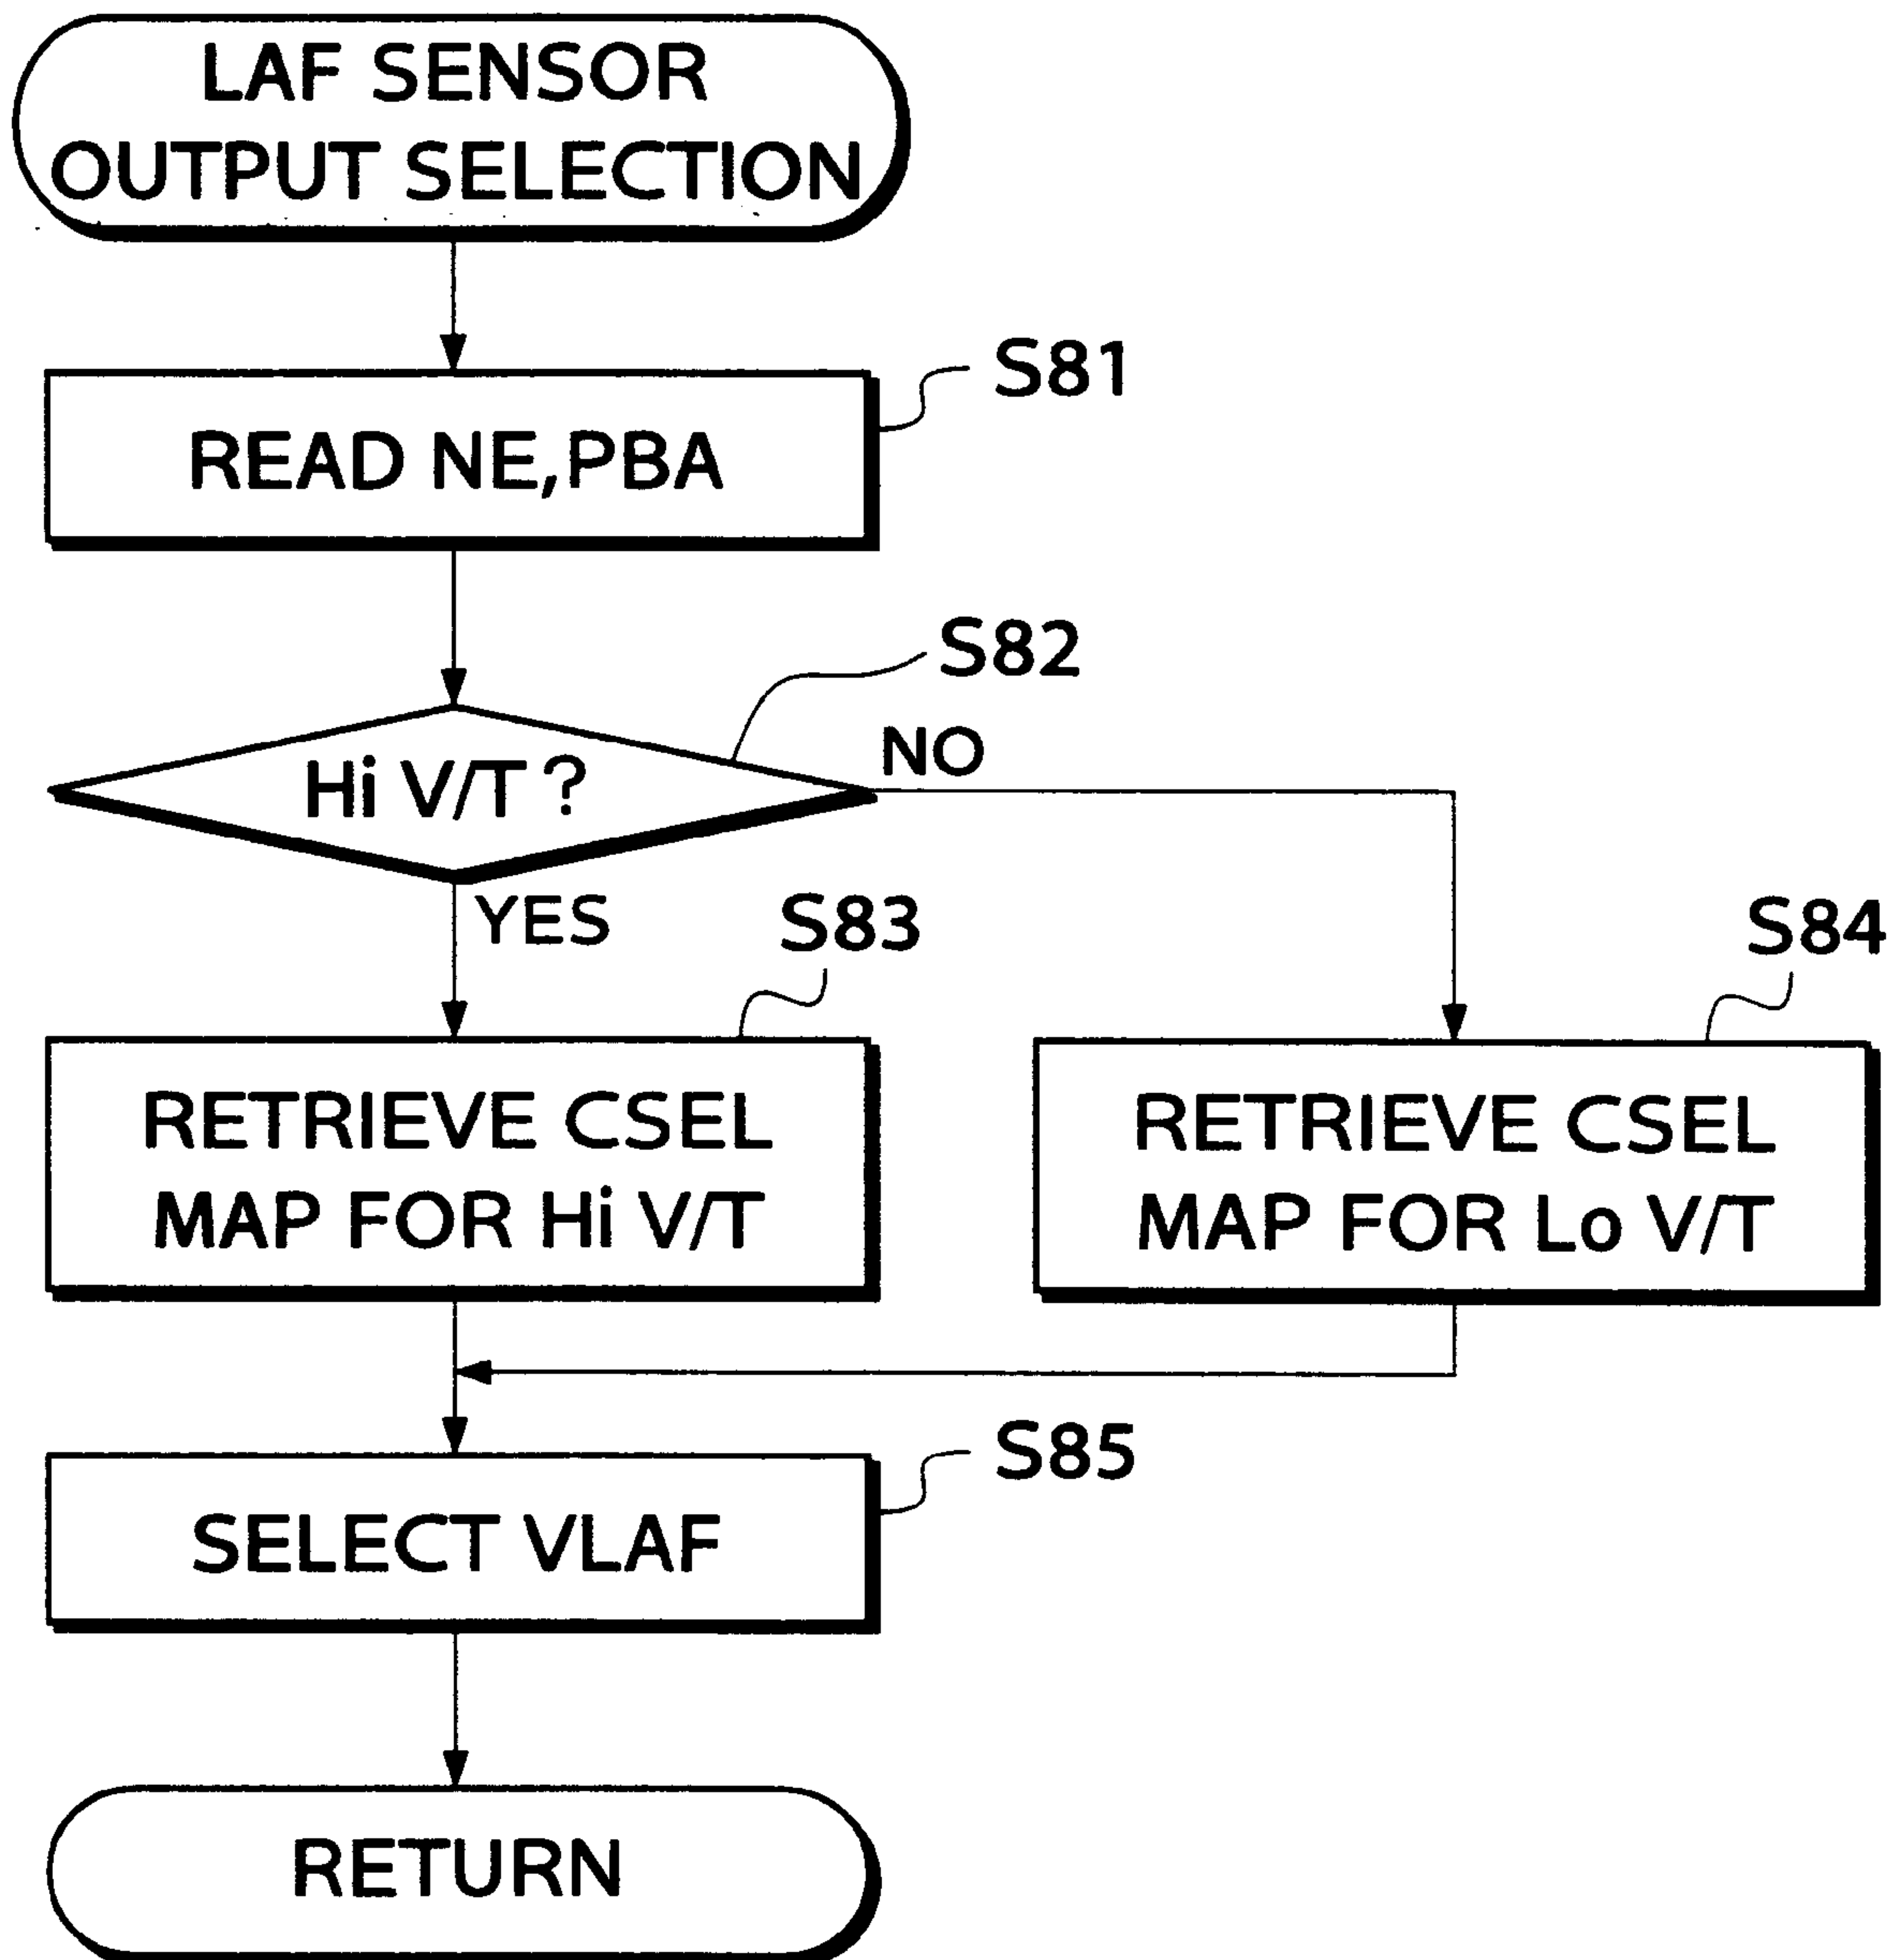 LAF SENSOR
OUTPUT SELECTION
S81
READ NE,PBA
S82
Hi V/T ?
NO
YES
S83
RETRIEVE CSEL
MAP FOR Hi V/T
S84
RETRIEVE CSEL
MAP FOR Lo V/T
S85
SELECT VLAF
RETURN